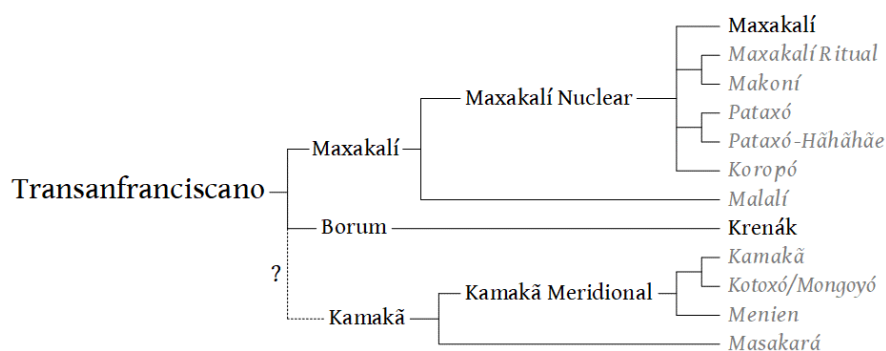 Maxakalí
Maxakalí Ritual
Makoní
Maxakalí Nuclear
Pataxó
Pataxó-Hãhãhãe
Maxakalí
Koropó
Transanfranciscano
Malalí
Borum
Krenák
Kamakã
?
Kotoxó/Mongoyó
Kamakã Meridional
Menien
Kamakã
Masakará